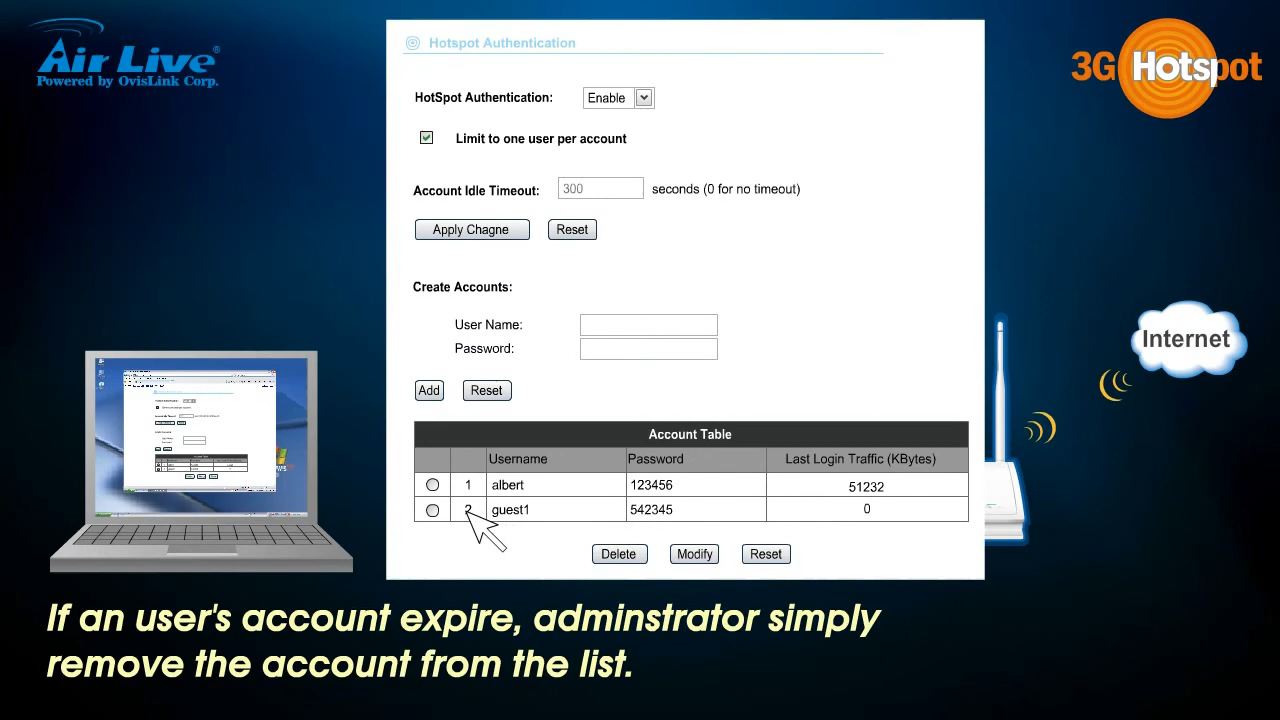 Air Live®
Powered by OvisLink Corp.
3G Hotspot
Hotspot Authentication
HotSpot Authentication: Enable
Limit to one user per account
Account Idle Timeout: 300 seconds (0 for no timeout)
Apply Chagne Reset
Create Accounts:
User Name:
Password:
Add Reset
Internet
Account Table
Username Password Last Login Traffic (KBytes)
1 albert 123456 51232
2 guest1 542345 0
Delete Modify Reset
If an user's account expire, adminstrator simply
remove the account from the list.